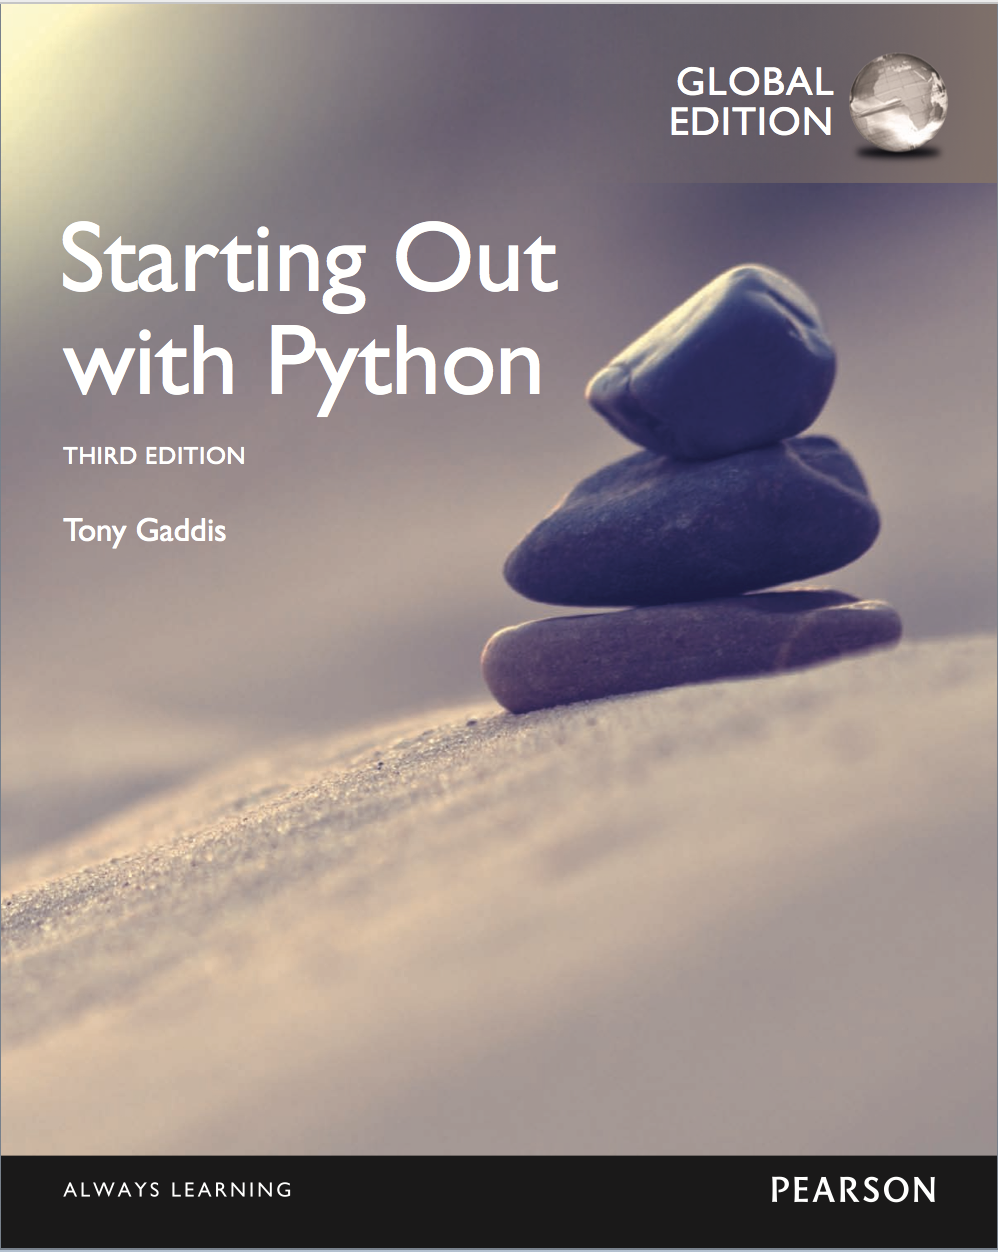 GLOBAL
EDITION
Starting Out
with Python
THIRD EDITION
Tony Gaddis
ALWAYS LEARNING
PEARSON